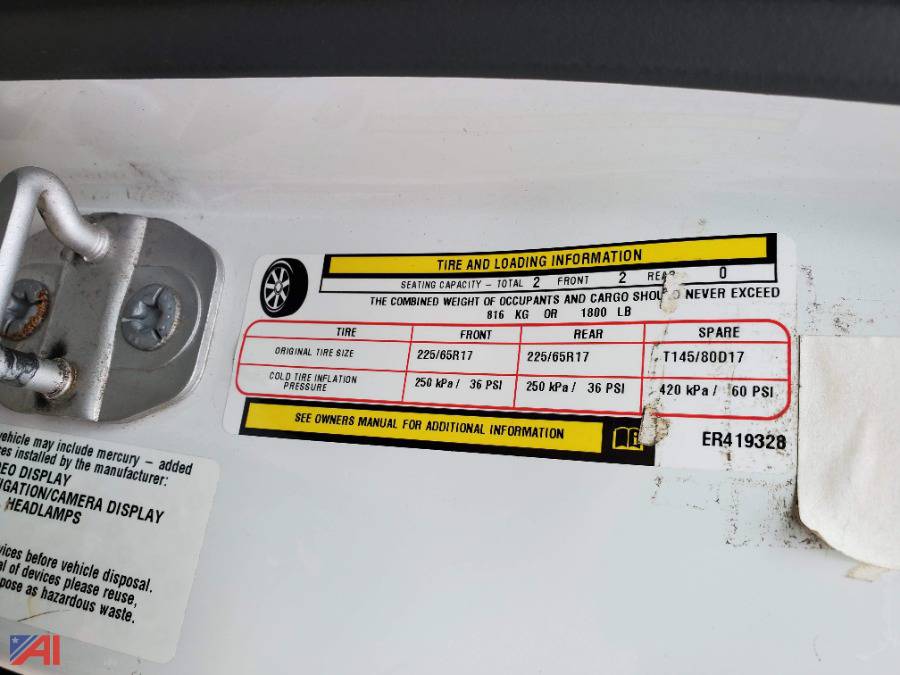 TIRE AND LOADING INFORMATION
SEATING CAPACITY - TOTAL 2 FRONT 2 REAR 0
THE COMBINED WEIGHT OF OCCUPANTS AND CARGO SHOULD NEVER EXCEED
816 KG OR 1800 LB
TIRE FRONT REAR SPARE
ORIGINAL TIRE SIZE 225/65R17 225/65R17 T145/80D17
COLD TIRE INFLATION PRESSURE 250 kPa / 36 PSI 250 kPa / 36 PSI 420 kPa / 60 PSI
SEE OWNERS MANUAL FOR ADDITIONAL INFORMATION
ER419328
vehicle may include mercury - added
installed by the manufacturer:
DISPLAY
/CAMERA DISPLAY
HEADLAMPS
before vehicle disposal.
of devices please reuse,
as hazardous waste.
AI